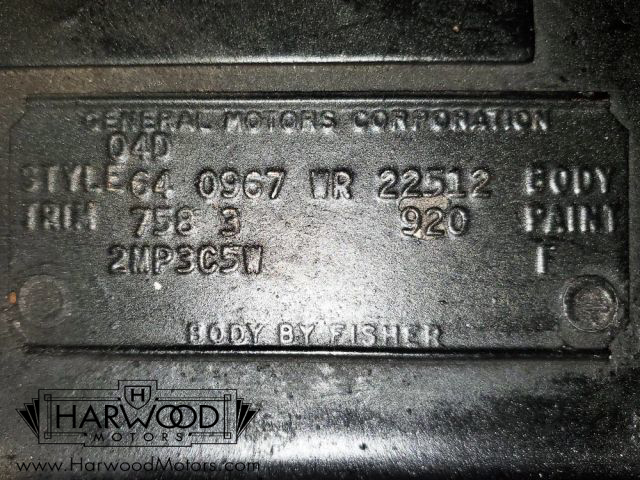 GENERAL MOTORS CORPORATION
04D
STYLE 64 0967 WR 22512 BODY
TRIM 758 3 920 PAINT
2MP3C5W T
BODY BY FISHER
H
HARWOOD
MOTORS
www.HarwoodMotors.com